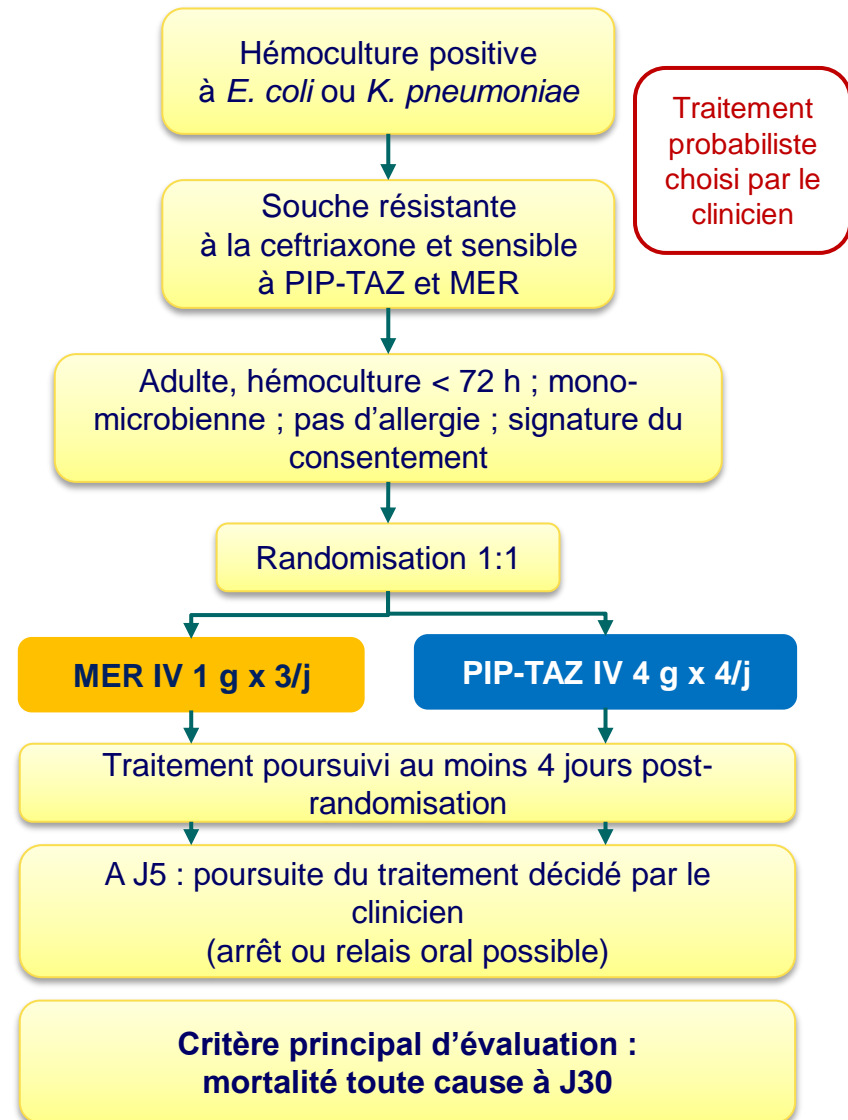 Hémoculture positive
à E. coli ou K. pneumoniae
Traitement
probabiliste
choisi par le
clinicien
Souche résistante
à la ceftriaxone et sensible
à PIP-TAZ et MER
Adulte, hémoculture < 72 h ; mono-
microbienne ; pas d’allergie ; signature du
consentement
Randomisation 1:1
MER IV 1 g x 3/j
PIP-TAZ IV 4 g x 4/j
Traitement poursuivi au moins 4 jours post-
randomisation
A J5 : poursuite du traitement décidé par le
clinicien
(arrêt ou relais oral possible)
Critère principal d’évaluation :
mortalité toute cause à J30